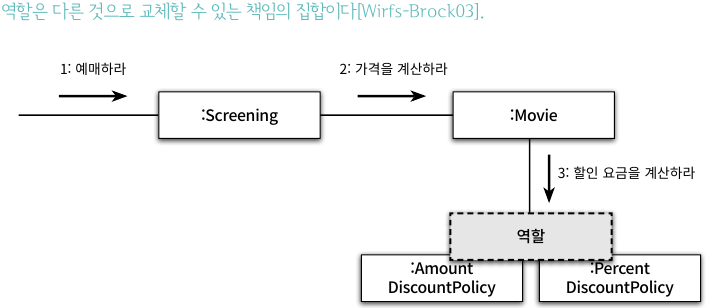 역할은 다른 것으로 교체할 수 있는 책임의 집합이다[Wirfs-Brock03].
1: 예매하라
2: 가격을 계산하라
:Screening
:Movie
3: 할인 요금을 계산하라
역할
:Amount
DiscountPolicy
:Percent
DiscountPolicy